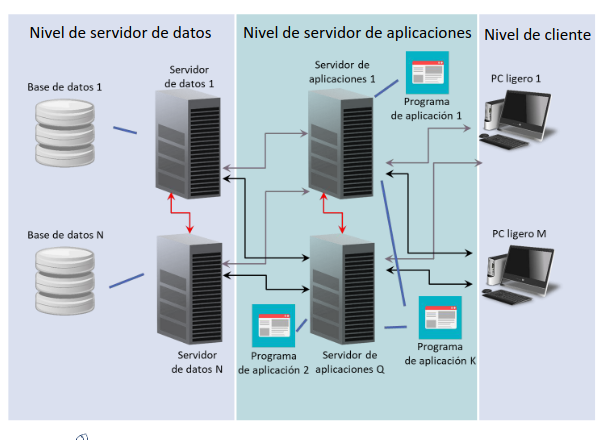 Nivel de servidor de datos
Nivel de servidor de aplicaciones
Nivel de cliente
Base de datos 1
Servidor
de datos 1
Servidor de
aplicaciones 1
Programa
de aplicación 1
PC ligero 1
Base de datos N
Servidor
de datos N
Programa
de aplicación 2
Servidor de
aplicaciones Q
Programa
de aplicación K
PC ligero M